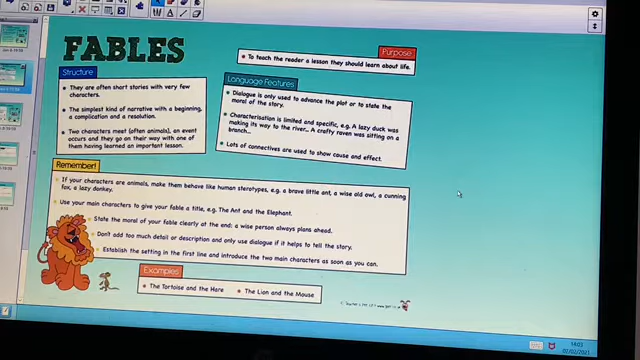 FABLES
Purpose
To teach the reader a lesson they should learn about life.
Structure
They are often short stories with very few
characters.
The simplest kind of narrative with a beginning,
a complication and a resolution.
Two characters meet (often animals), an event
occurs and they go on their way with one of
them having learned an important lesson.
Language Features
Dialogue is only used to advance the plot or to state the
moral of the story.
Characterisation is limited and specific, e.g. A lazy duck was
making its way to the river... A crafty raven was sitting on a
branch...
Lots of connectives are used to show cause and effect.
Remember!
If your characters are animals, make them behave like human sterotypes, e.g. a brave little ant, a wise old owl, a cunning
fox, a lazy donkey.
Use your main characters to give your fable a title, e.g. The Ant and the Elephant.
State the moral of your fable clearly at the end: a wise person always plans ahead.
Don't add too much detail or description and only use dialogue if it helps to tell the story.
Establish the setting in the first line and introduce the two main characters as soon as you can.
Examples
The Tortoise and the Hare
The Lion and the Mouse
14:03
07/02/2021